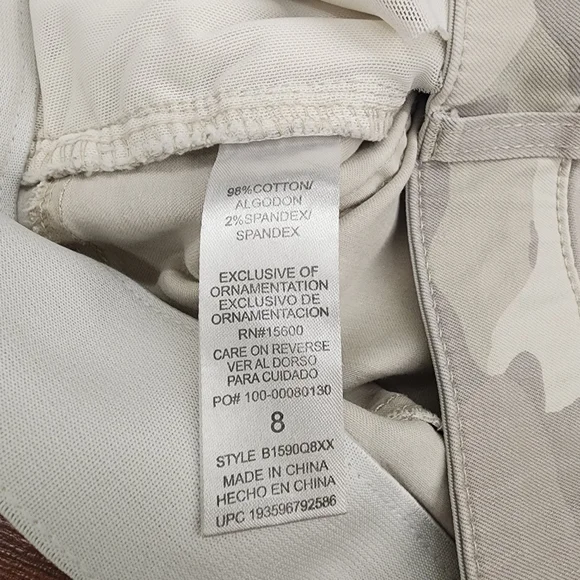 98%COTTON/
ALGODON
2%SPANDEX/
SPANDEX
EXCLUSIVE OF
ORNAMENTATION
EXCLUSIVO DE
ORNAMENTACION
RN#15600
CARE ON REVERSE
VER AL DORSO
PARA CUIDADO
PO# 100-00080130
8
STYLE B1590Q8XX
MADE IN CHINA
HECHO EN CHINA
UPC 193596792586